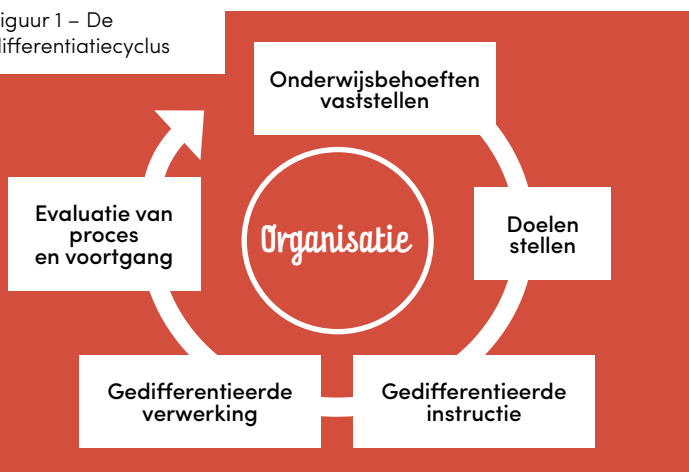 iguur 1 – De
differentiatiecyclus
Onderwijsbehoeften
vaststellen
Doelen
stellen
Gedifferentieerde
instructie
Gedifferentieerde
verwerking
Evaluatie van
proces
en voortgang
Organisatie